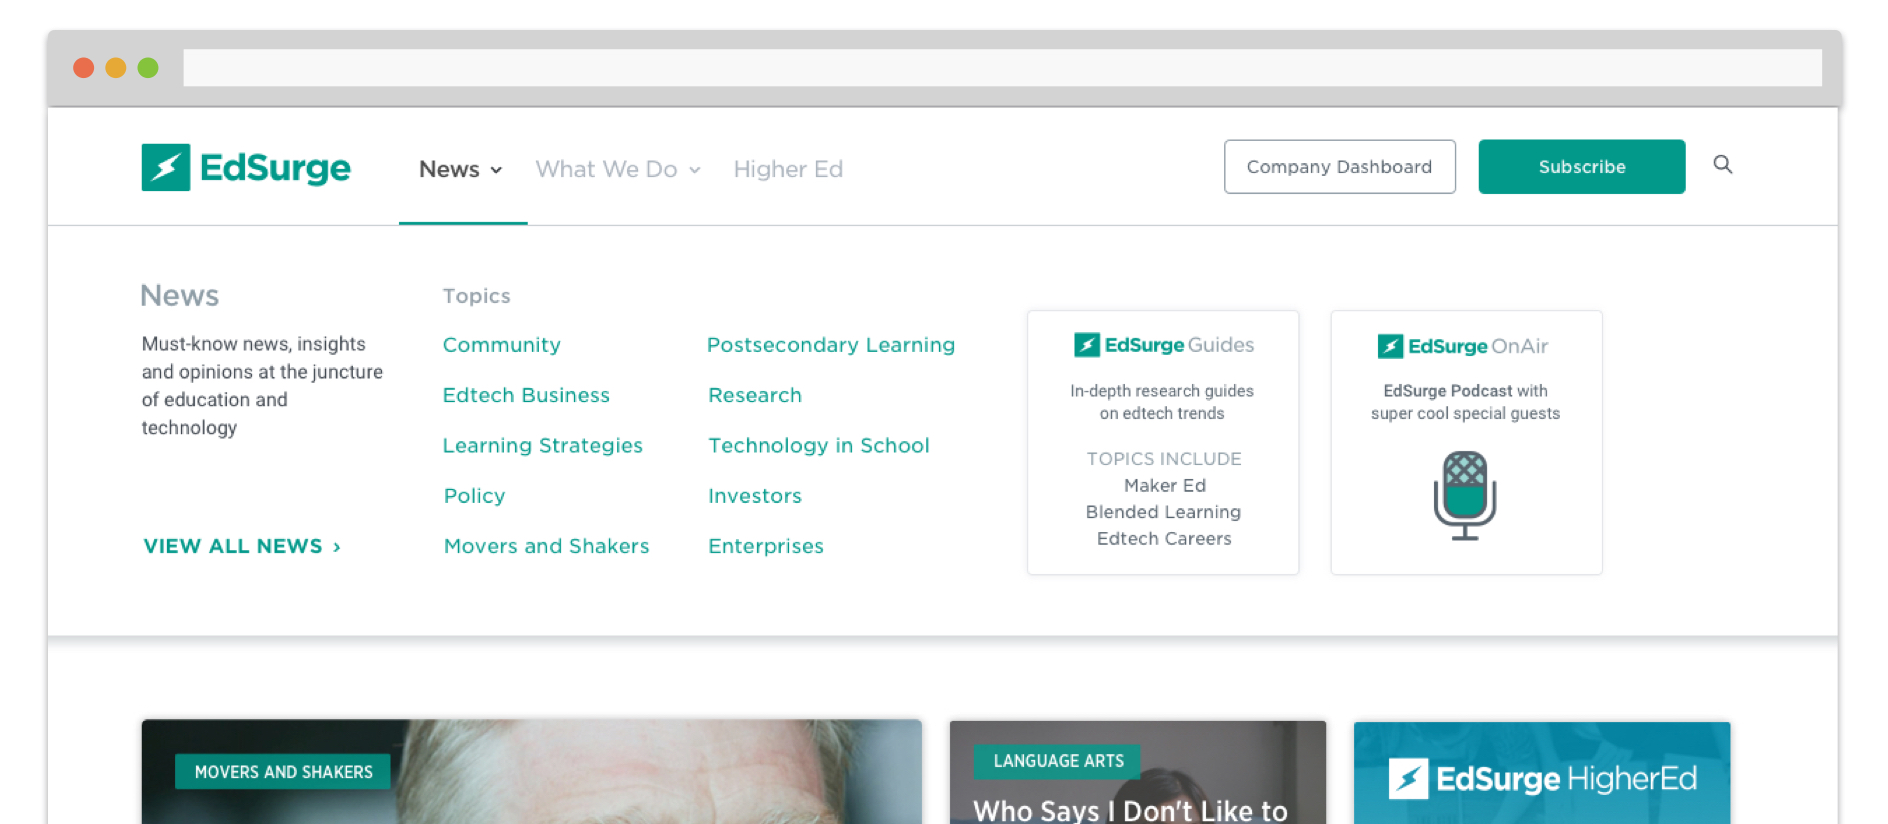 EdSurge
News
What We Do
Higher Ed
Company Dashboard
Subscribe
News
Must-know news, insights
and opinions at the juncture
of education and
technology
VIEW ALL NEWS ›
Topics
Community
Edtech Business
Learning Strategies
Policy
Movers and Shakers
Postsecondary Learning
Research
Technology in School
Investors
Enterprises
EdSurge Guides
In-depth research guides
on edtech trends
TOPICS INCLUDE
Maker Ed
Blended Learning
Edtech Careers
EdSurge OnAir
EdSurge Podcast with
super cool special guests
MOVERS AND SHAKERS
LANGUAGE ARTS
Who Says I Don't Like to
EdSurge HigherEd